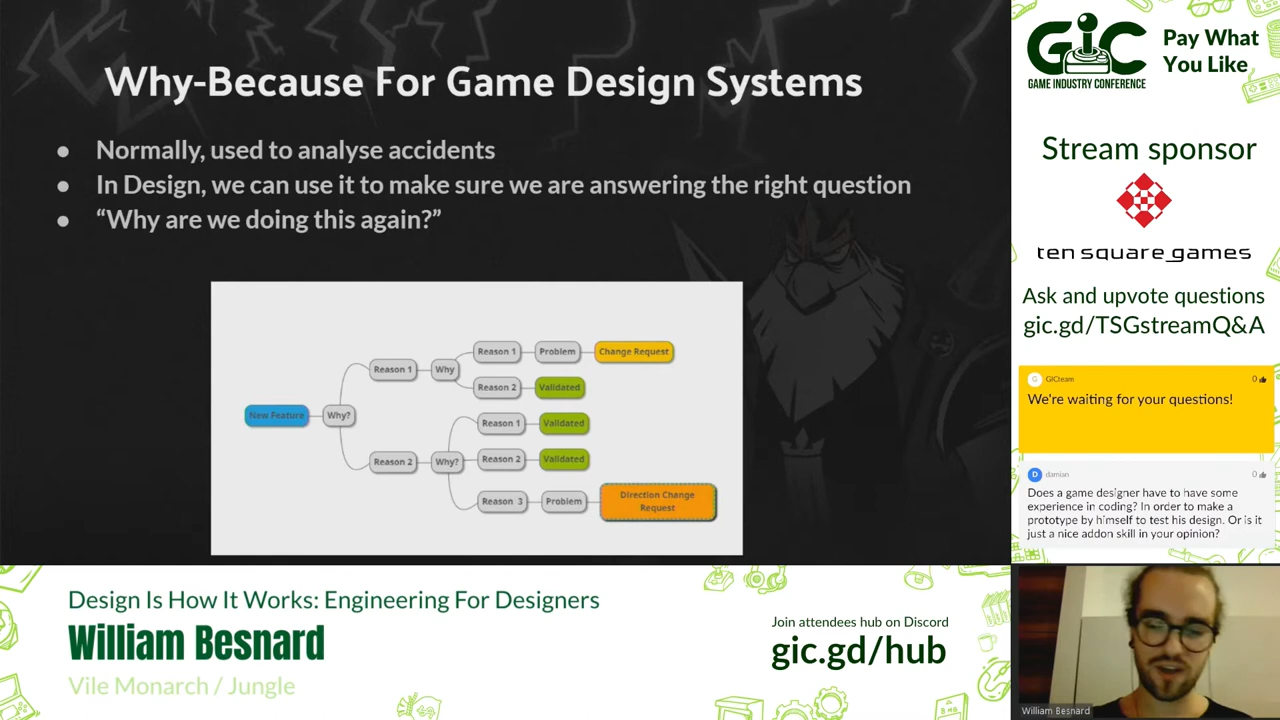 Why-Because For Game Design Systems
● Normally, used to analyse accidents
● In Design, we can use it to make sure we are answering the right question
● “Why are we doing this again?”
New Feature
Why?
Reason 1
Why
Reason 1
Problem
Change Request
Reason 2
Validated
Reason 2
Why?
Reason 1
Validated
Reason 2
Validated
Reason 3
Problem
Direction Change
Request
Design Is How It Works: Engineering For Designers
William Besnard
Vile Monarch / Jungle
Join attendees hub on Discord
gic.gd/hub
GIC
GAME INDUSTRY CONFERENCE
Pay What
You Like
Stream sponsor
ten square games
Ask and upvote questions
gic.gd/TSGstreamQ&A
G
GICteam
0
We're waiting for your questions!
D
damian
0
Does a game designer have to have some
experience in coding? In order to make a
prototype by himself to test his design. Or is it
just a nice addon skill in your opinion?
William Besnard